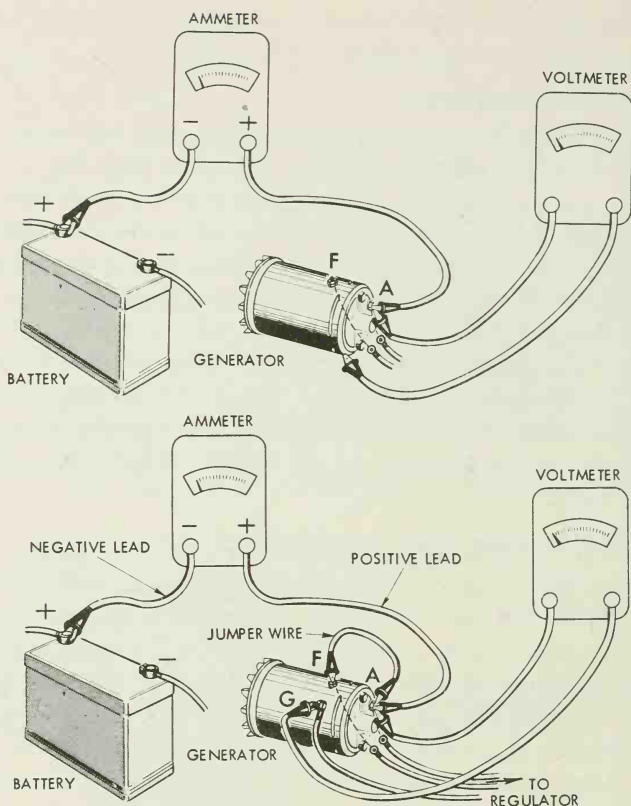 AMMETER
VOLTMETER
- +
+
-
F
A
GENERATOR
BATTERY
AMMETER
VOLTMETER
- +
NEGATIVE LEAD
POSITIVE LEAD
+
JUMPER WIRE
-
F
A
G
GENERATOR
BATTERY
TO
REGULATOR